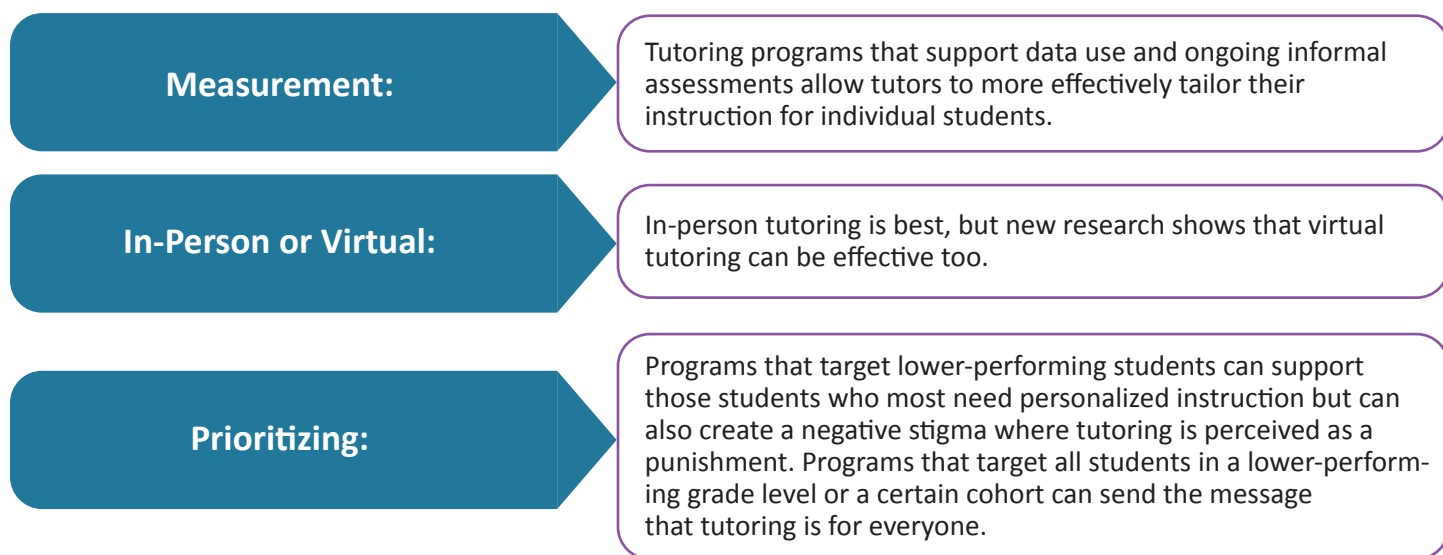 Measurement:
Tutoring programs that support data use and ongoing informal
assessments allow tutors to more effectively tailor their
instruction for individual students.
In-Person or Virtual:
In-person tutoring is best, but new research shows that virtual
tutoring can be effective too.
Prioritizing:
Programs that target lower-performing students can support
those students who most need personalized instruction but can
also create a negative stigma where tutoring is perceived as a
punishment. Programs that target all students in a lower-perform-
ing grade level or a certain cohort can send the message
that tutoring is for everyone.